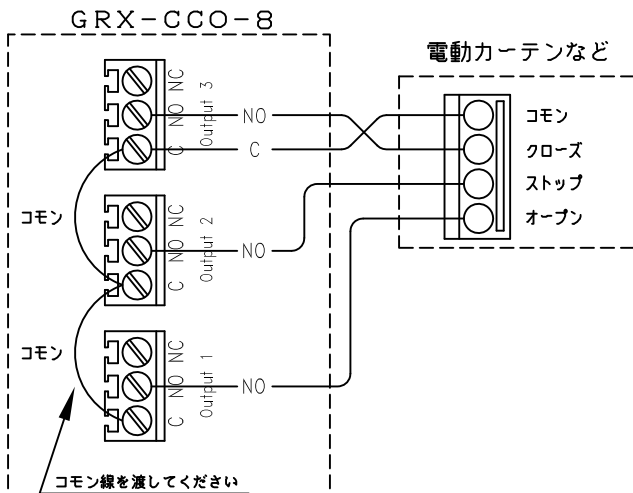 GRX-CCO-8
電動カーテンなど
NC
NO
C
Output 3
NO
C
コモン
クローズ
ストップ
オープン
コモン
NC
NO
C
Output 2
NO
コモン
NC
NO
C
Output 1
NO
コモン線を渡してください